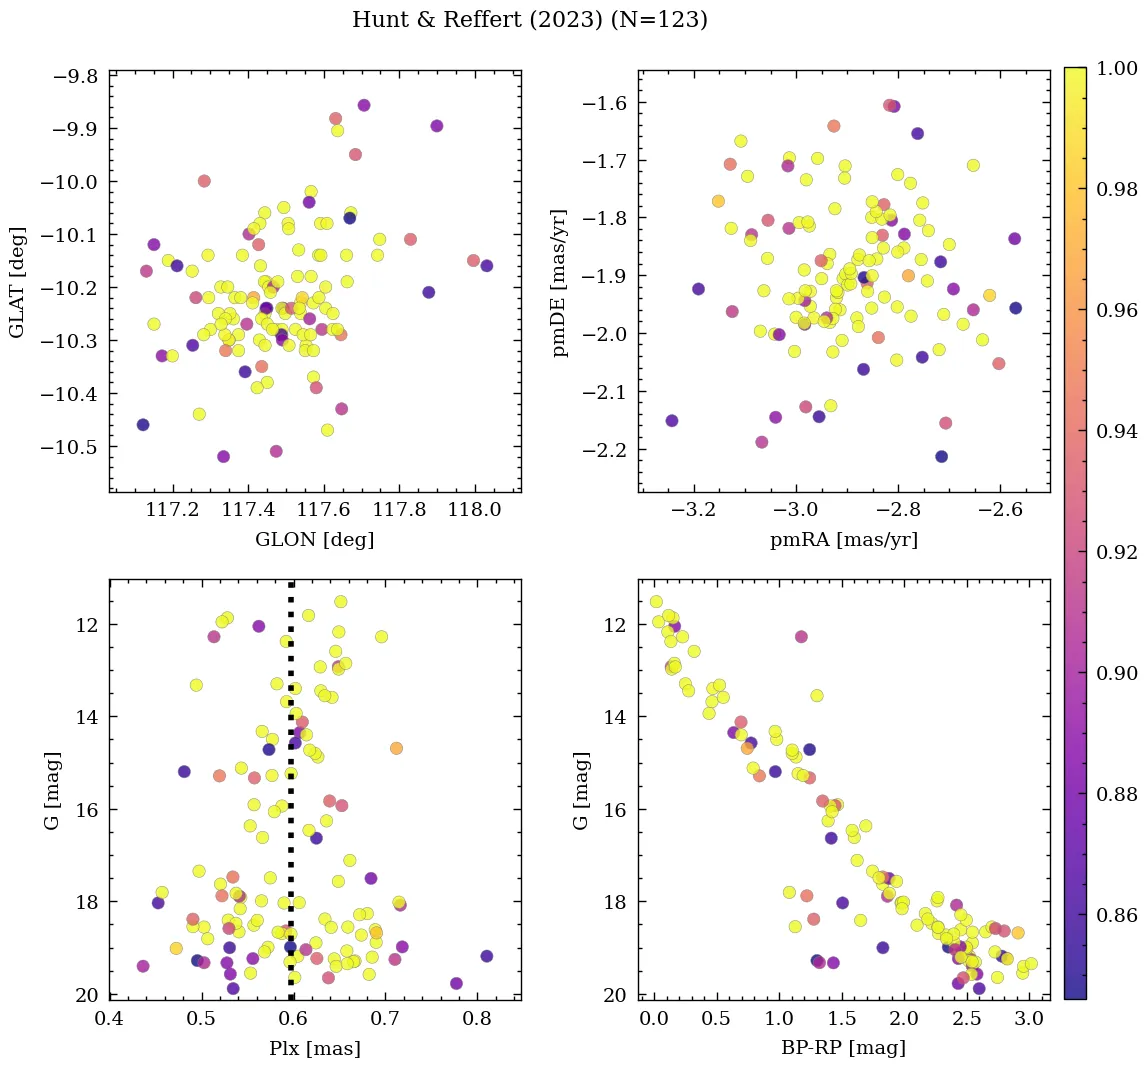 Hunt & Reffert (2023) (N=123)
−9.8
−9.9
−10.0
−10.1
−10.2
−10.3
−10.4
−10.5
GLAT [deg]
117.2 117.4 117.6 117.8 118.0
GLON [deg]
−1.6
−1.7
−1.8
−1.9
−2.0
−2.1
−2.2
pmDE [mas/yr]
−3.2 −3.0 −2.8 −2.6
pmRA [mas/yr]
12
14
16
18
20
G [mag]
0.4 0.5 0.6 0.7 0.8
Plx [mas]
12
14
16
18
20
G [mag]
0.0 0.5 1.0 1.5 2.0 2.5 3.0
BP-RP [mag]
1.00
0.98
0.96
0.94
0.92
0.90
0.88
0.86